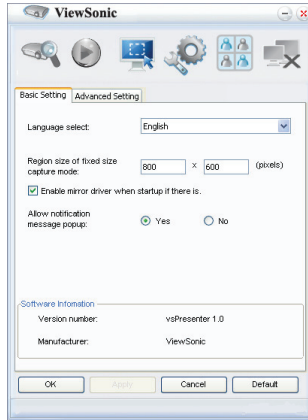 ViewSonic
Basic Setting Advanced Setting
Language select: English
Region size of fixed size
capture mode: 800 x 600 (pixels)
Enable mirror driver when startup if there is.
Allow notification
message popup: Yes No
Software Infomation
Version number: vsPresenter 1.0
Manufacturer: ViewSonic
OK Apply Cancel Default